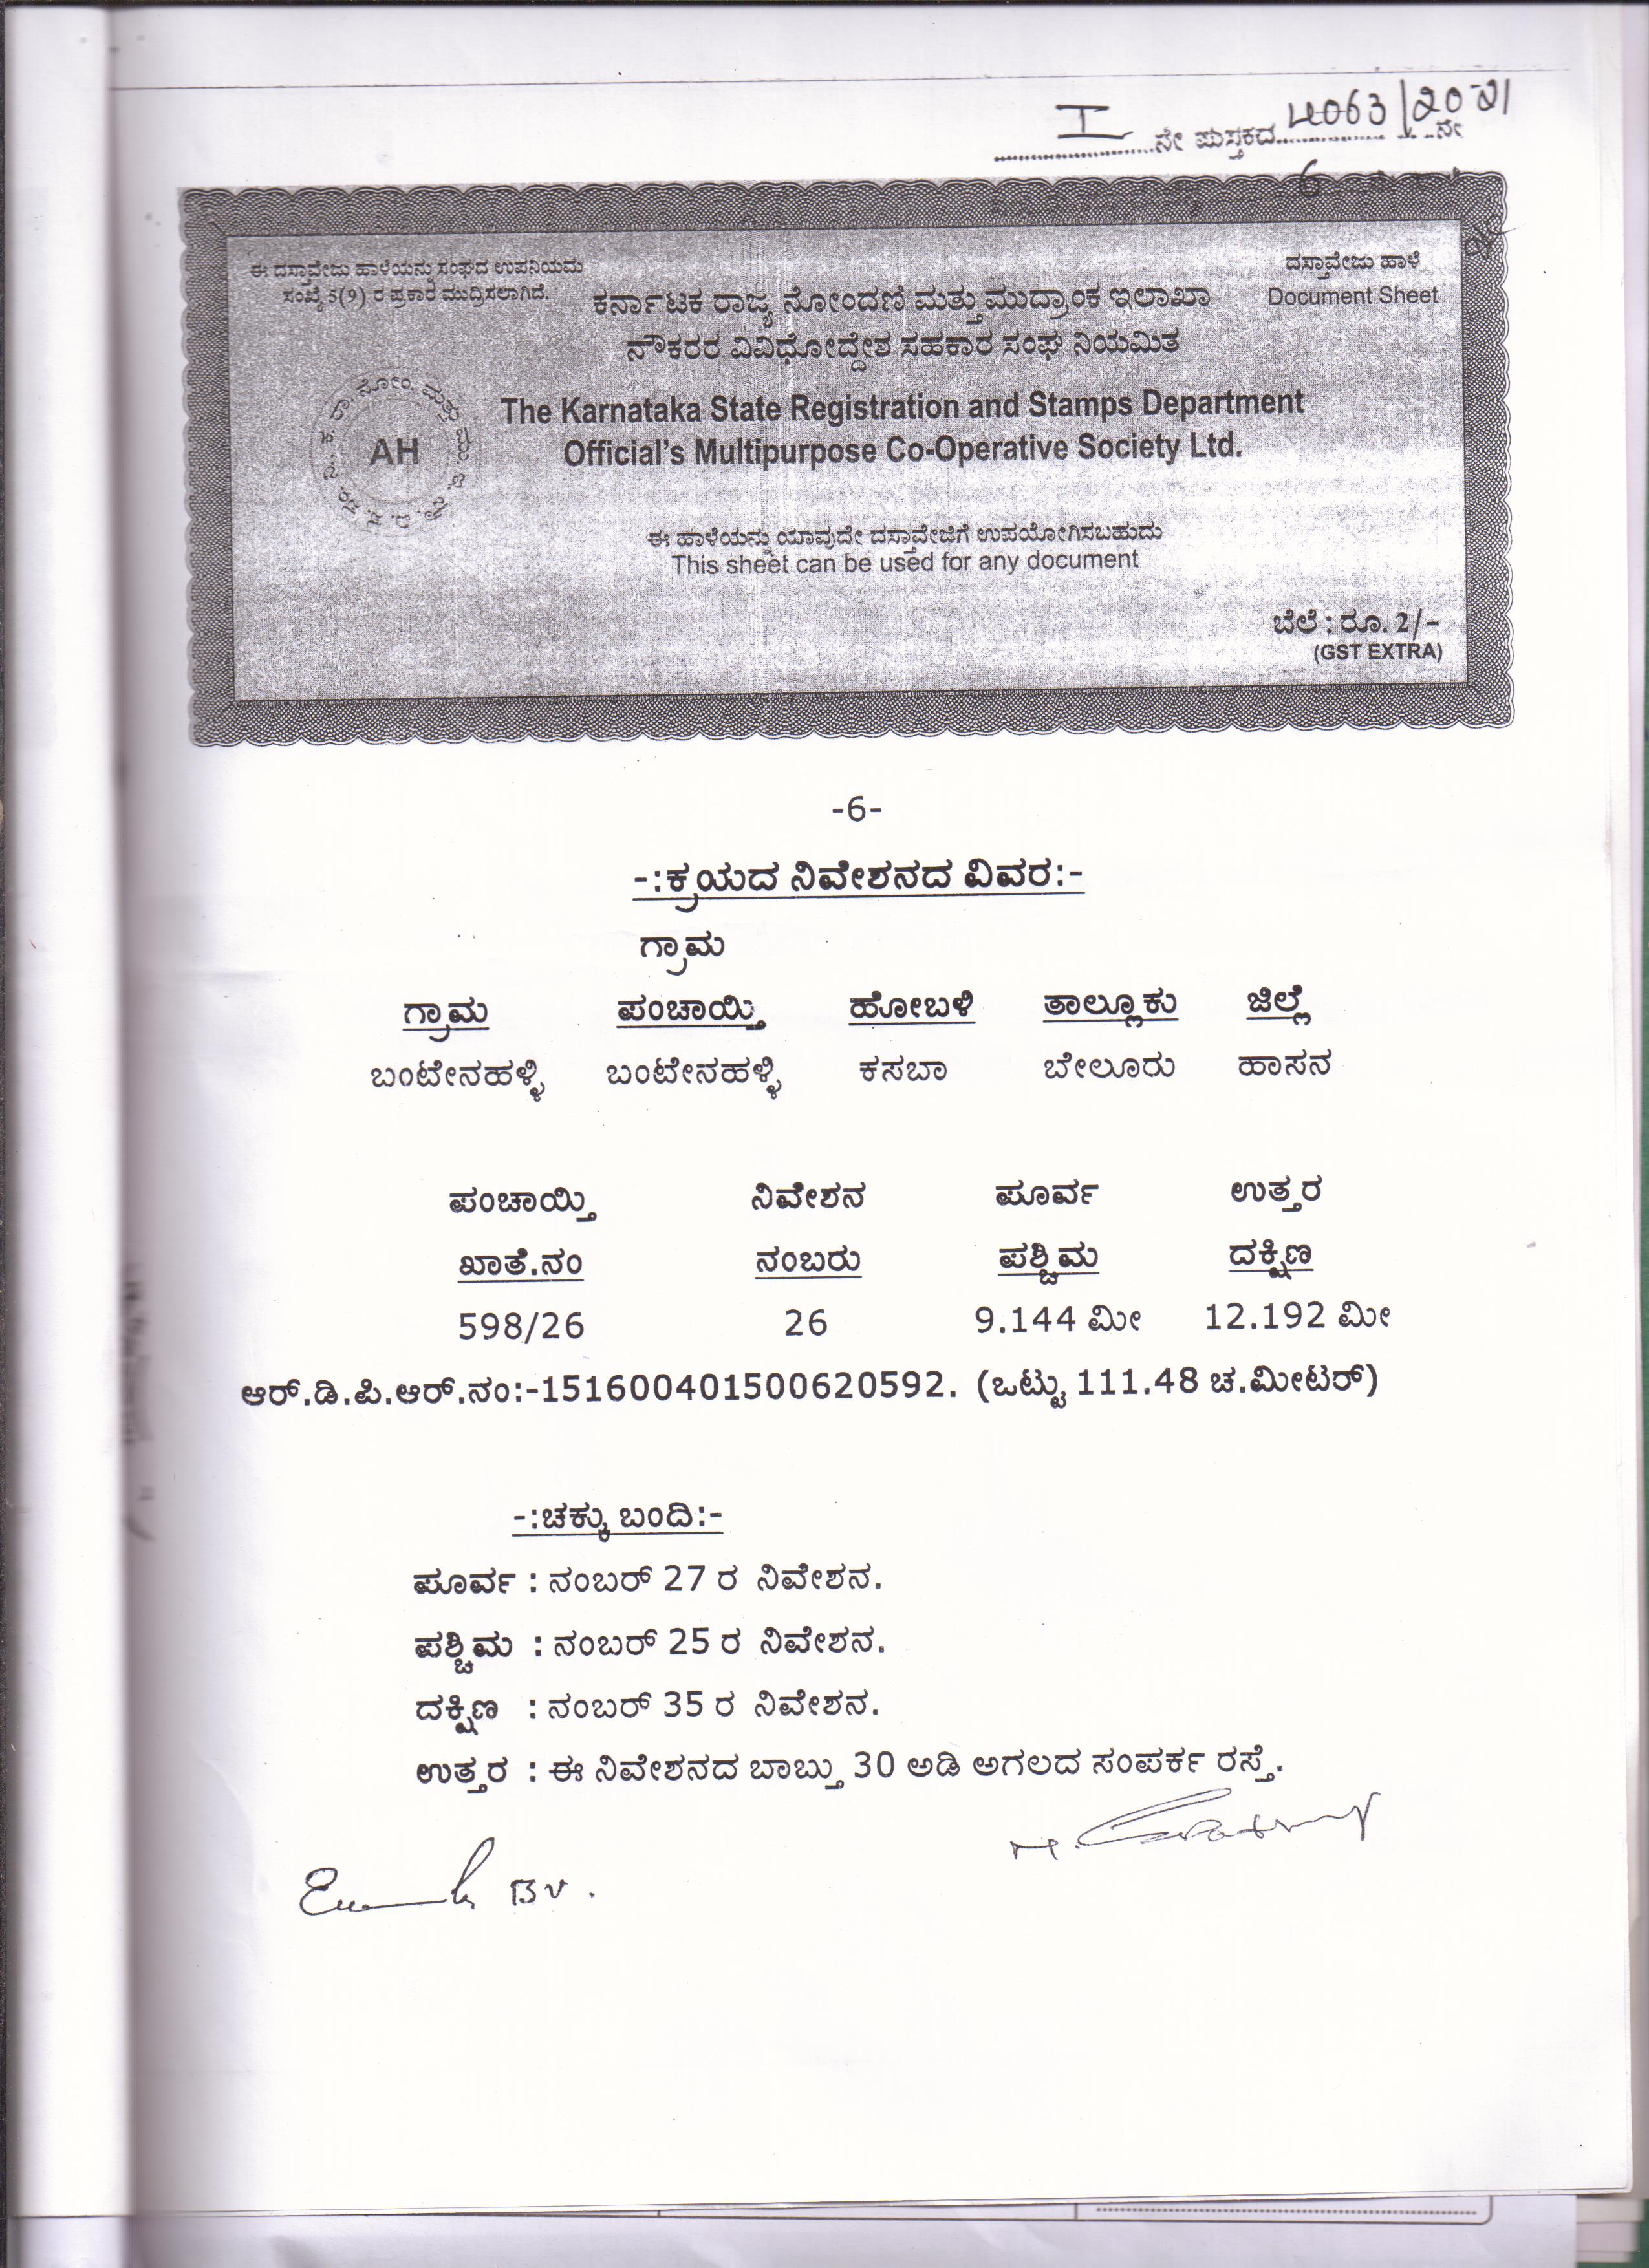 I ನೇ ಪುಸ್ತಕದ 4063/20-21 ನೇ
6
ಈ ದಸ್ತಾವೇಜು ಹಾಳೆಯನ್ನು ಸಂಘದ ಉಪನಿಯಮ
ಸಂಖ್ಯೆ 5(೪) ರ ಪ್ರಕಾರ ಮುದ್ರಿಸಲಾಗಿದೆ.
ದಸ್ತಾವೇಜು ಹಾಳೆ
Document Sheet
ಕರ್ನಾಟಕ ರಾಜ್ಯ ನೋಂದಣಿ ಮತ್ತು ಮುದ್ರಾಂಕ ಇಲಾಖಾ
ನೌಕರರ ವಿವಿಧೋದ್ದೇಶ ಸಹಕಾರ ಸಂಘ ನಿಯಮಿತ
The Karnataka State Registration and Stamps Department
Official's Multipurpose Co-Operative Society Ltd.
AH
ಈ ಹಾಳೆಯನ್ನು ಯಾವುದೇ ದಸ್ತಾವೇಜಿಗೆ ಉಪಯೋಗಿಸಬಹುದು
This sheet can be used for any document
ಬೆಲೆ : ರೂ. 2/-
(GST EXTRA)
-6-
-:ಕ್ರಯದ ನಿವೇಶನದ ವಿವರ:-
ಗ್ರಾಮ
ಗ್ರಾಮ ಪಂಚಾಯ್ತಿ ಹೋಬಳಿ ತಾಲ್ಲೂಕು ಜಿಲ್ಲೆ
ಬಂಟೇನಹಳ್ಳಿ ಬಂಟೇನಹಳ್ಳಿ ಕಸಬಾ ಬೇಲೂರು ಹಾಸನ
ಪಂಚಾಯ್ತಿ ನಿವೇಶನ ಪೂರ್ವ ಉತ್ತರ
ಖಾತೆ.ನಂ ನಂಬರು ಪಶ್ಚಿಮ ದಕ್ಷಿಣ
598/26 26 9.144 ಮೀ 12.192 ಮೀ
ಆರ್.ಡಿ.ಪಿ.ಆರ್.ನಂ:-151600401500620592. (ಒಟ್ಟು 111.48 ಚ.ಮೀಟರ್)
-:ಚಕ್ಕು ಬಂದಿ:-
ಪೂರ್ವ : ನಂಬರ್ 27 ರ ನಿವೇಶನ.
ಪಶ್ಚಿಮ : ನಂಬರ್ 25 ರ ನಿವೇಶನ.
ದಕ್ಷಿಣ : ನಂಬರ್ 35 ರ ನಿವೇಶನ.
ಉತ್ತರ : ಈ ನಿವೇಶನದ ಬಾಬ್ತು 30 ಅಡಿ ಅಗಲದ ಸಂಪರ್ಕ ರಸ್ತೆ.
BV.